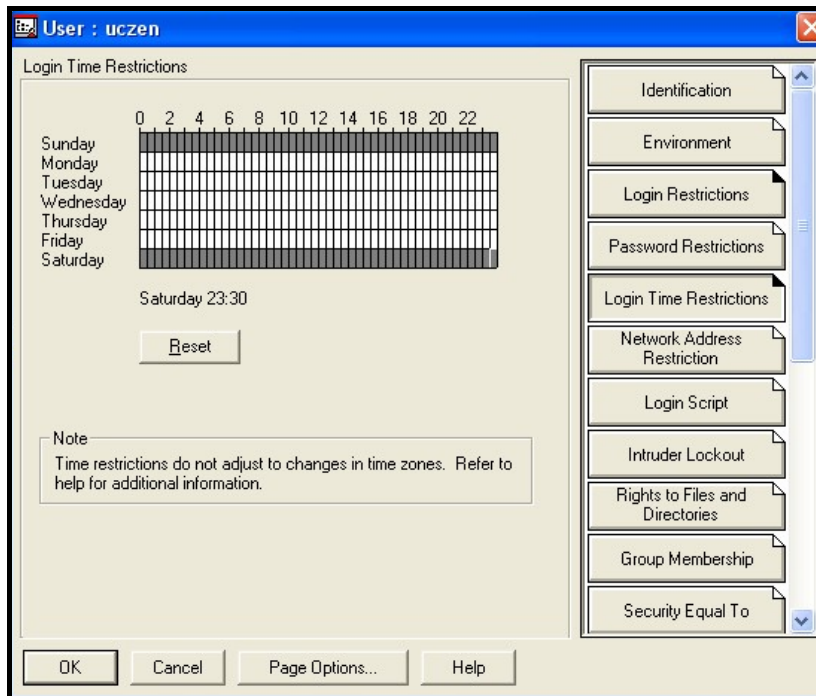 User : uczen
Login Time Restrictions
0 2 4 6 8 10 12 14 16 18 20 22
Sunday
Monday
Tuesday
Wednesday
Thursday
Friday
Saturday
Saturday 23:30
Reset
Note
Time restrictions do not adjust to changes in time zones. Refer to
help for additional information.
Identification
Environment
Login Restrictions
Password Restrictions
Login Time Restrictions
Network Address
Restriction
Login Script
Intruder Lockout
Rights to Files and
Directories
Group Membership
Security Equal To
OK Cancel Page Options... Help